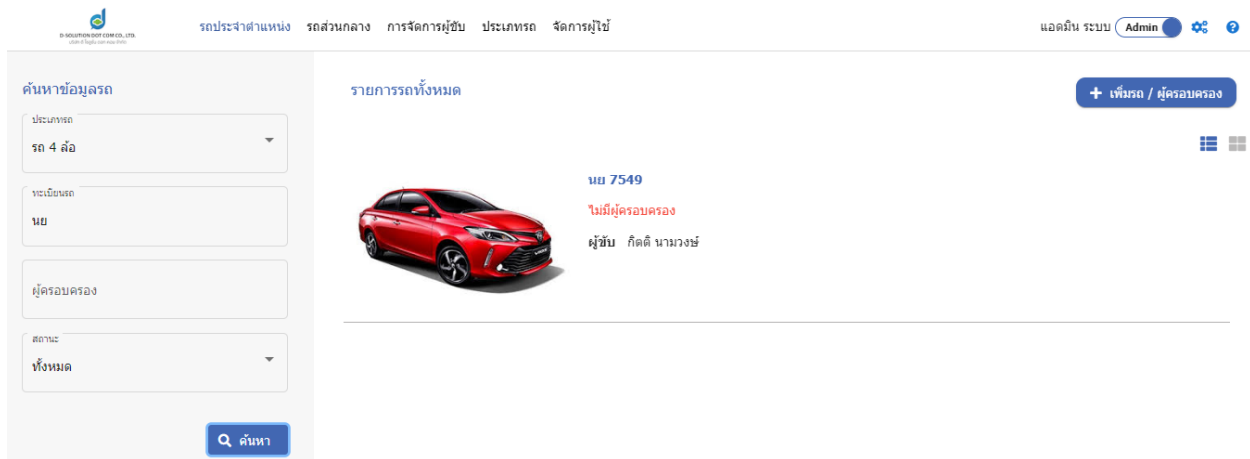 D-SOLUTION DOT COM CO., LTD.
รถประจำตำแหน่ง รถส่วนกลาง การจัดการผู้ขับ ประเภทรถ จัดการผู้ใช้
แอดมิน ระบบ Admin
ค้นหาข้อมูลรถ
ประเภทรถ
รถ 4 ล้อ
ทะเบียนรถ
นย
ผู้ครอบครอง
สถานะ
ทั้งหมด
ค้นหา
รายการรถทั้งหมด
+ เพิ่มรถ / ผู้ครอบครอง
นย 7549
ไม่มีผู้ครอบครอง
ผู้ขับ กิตติ นามวงษ์